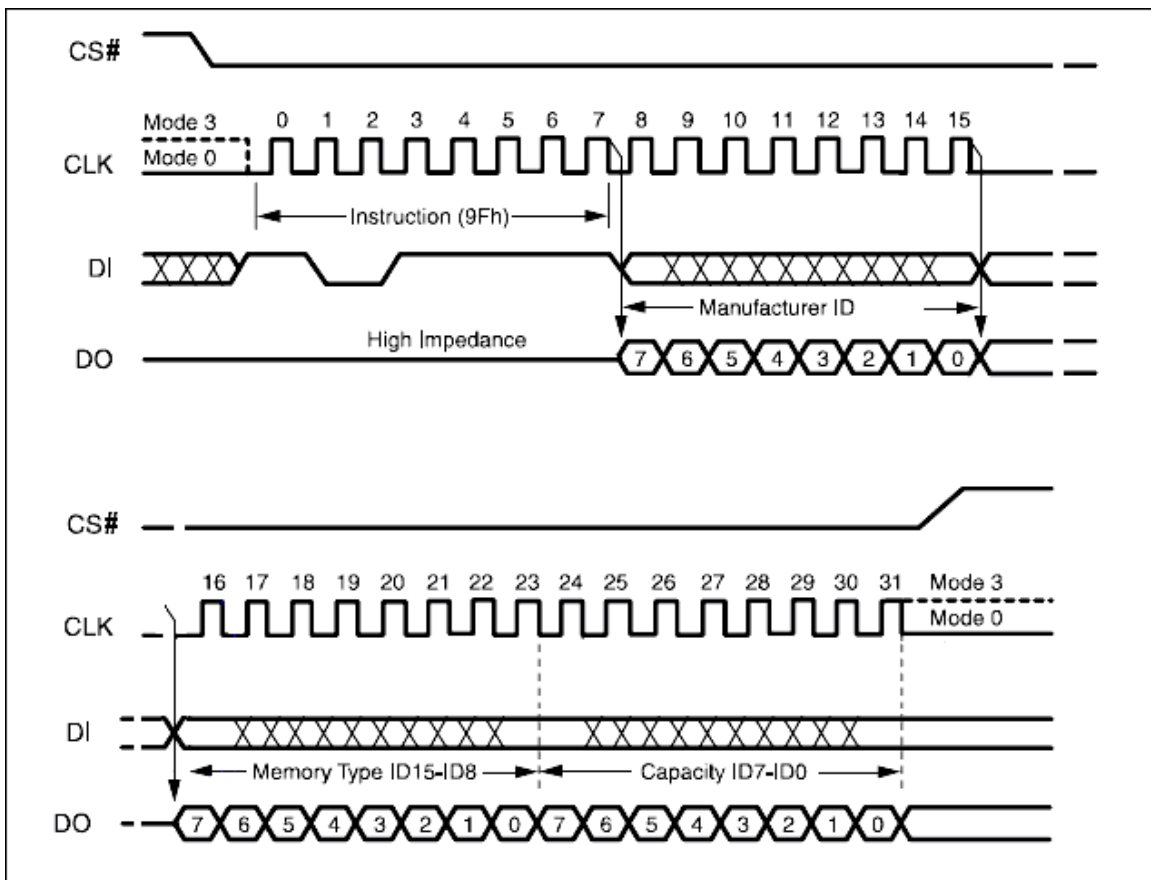 CS#
Mode 3
0 1 2 3 4 5 6 7 8 9 10 11 12 13 14 15
Mode 0
CLK
Instruction (9Fh)
DI
Manufacturer ID
High Impedance
DO
7 6 5 4 3 2 1 0
CS#
16 17 18 19 20 21 22 23 24 25 26 27 28 29 30 31 Mode 3
CLK
Mode 0
DI
Memory Type ID15-ID8
Capacity ID7-ID0
DO
7 6 5 4 3 2 1 0 7 6 5 4 3 2 1 0